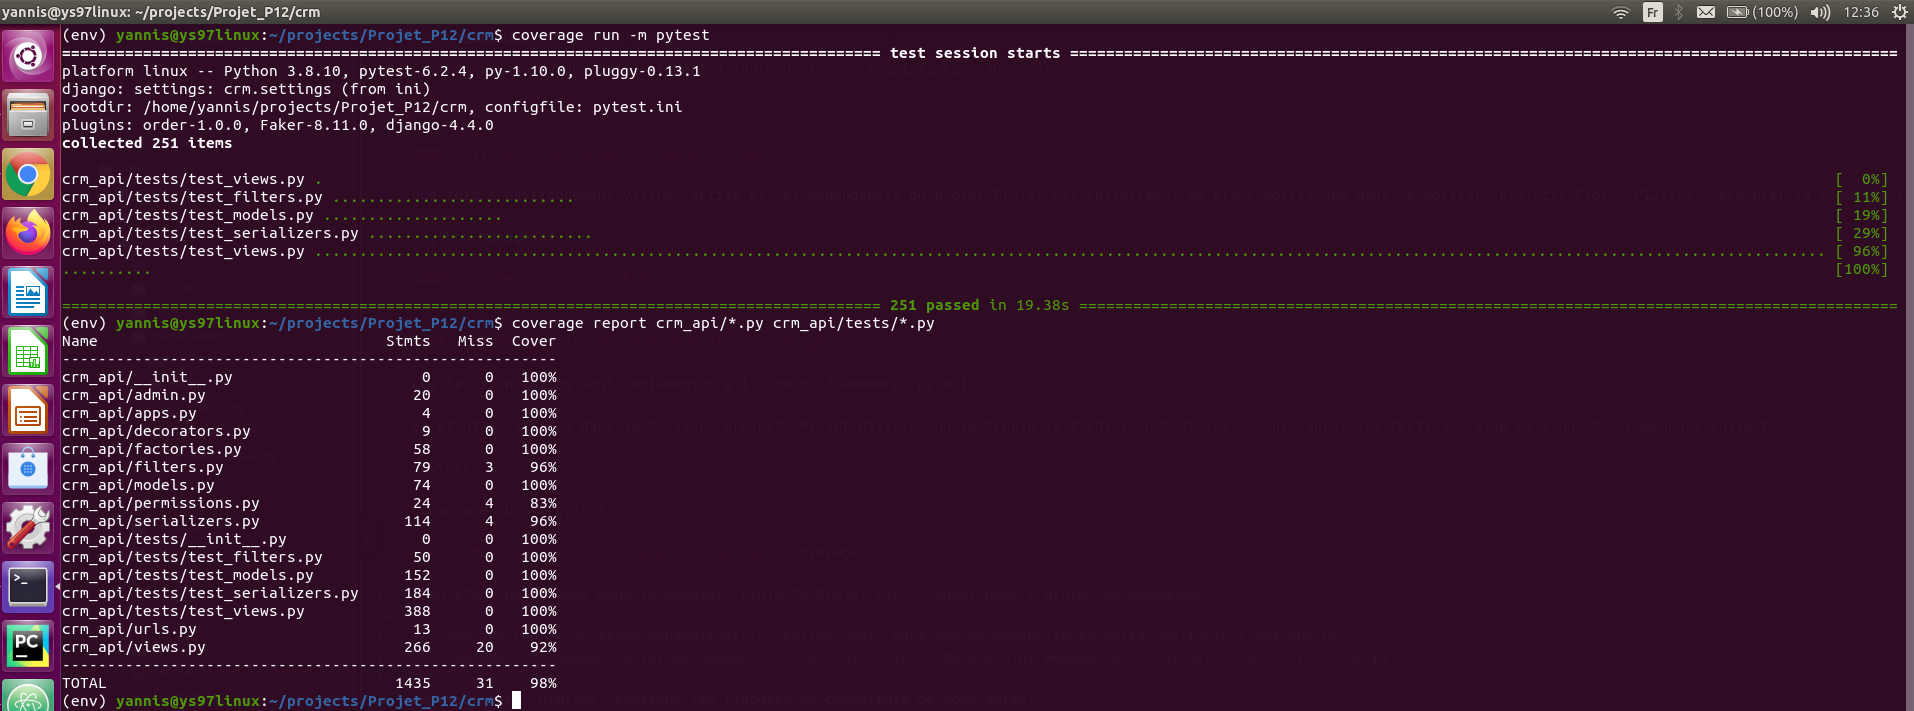 yannis@ys97linux: ~/projects/Projet_P12/crm Fr (100%) 12:36
(env) yannis@ys97linux:~/projects/Projet_P12/crm$ coverage run -m pytest
============================================================================================ test session starts ============================================================================================
platform linux -- Python 3.8.10, pytest-6.2.4, py-1.10.0, pluggy-0.13.1
django: settings: crm.settings (from ini)
rootdir: /home/yannis/projects/Projet_P12/crm, configfile: pytest.ini
plugins: order-1.0.0, Faker-8.11.0, django-4.4.0
collected 251 items
crm_api/tests/test_views.py . [  0%]
crm_api/tests/test_filters.py ........................... [ 11%]
crm_api/tests/test_models.py .................... [ 19%]
crm_api/tests/test_serializers.py ......................... [ 29%]
crm_api/tests/test_views.py ........................................................................................................................................................................ [ 96%]
.......... [100%]
=========================================================================================== 251 passed in 19.38s ===========================================================================================
(env) yannis@ys97linux:~/projects/Projet_P12/crm$ coverage report crm_api/*.py crm_api/tests/*.py
Name Stmts Miss Cover
-------------------------------------------------------
crm_api/__init__.py 0 0 100%
crm_api/admin.py 20 0 100%
crm_api/apps.py 4 0 100%
crm_api/decorators.py 9 0 100%
crm_api/factories.py 58 0 100%
crm_api/filters.py 79 3 96%
crm_api/models.py 74 0 100%
crm_api/permissions.py 24 4 83%
crm_api/serializers.py 114 4 96%
crm_api/tests/__init__.py 0 0 100%
crm_api/tests/test_filters.py 50 0 100%
crm_api/tests/test_models.py 152 0 100%
crm_api/tests/test_serializers.py 184 0 100%
crm_api/tests/test_views.py 388 0 100%
crm_api/urls.py 13 0 100%
crm_api/views.py 266 20 92%
-------------------------------------------------------
TOTAL 1435 31 98%
(env) yannis@ys97linux:~/projects/Projet_P12/crm$
>_
PC